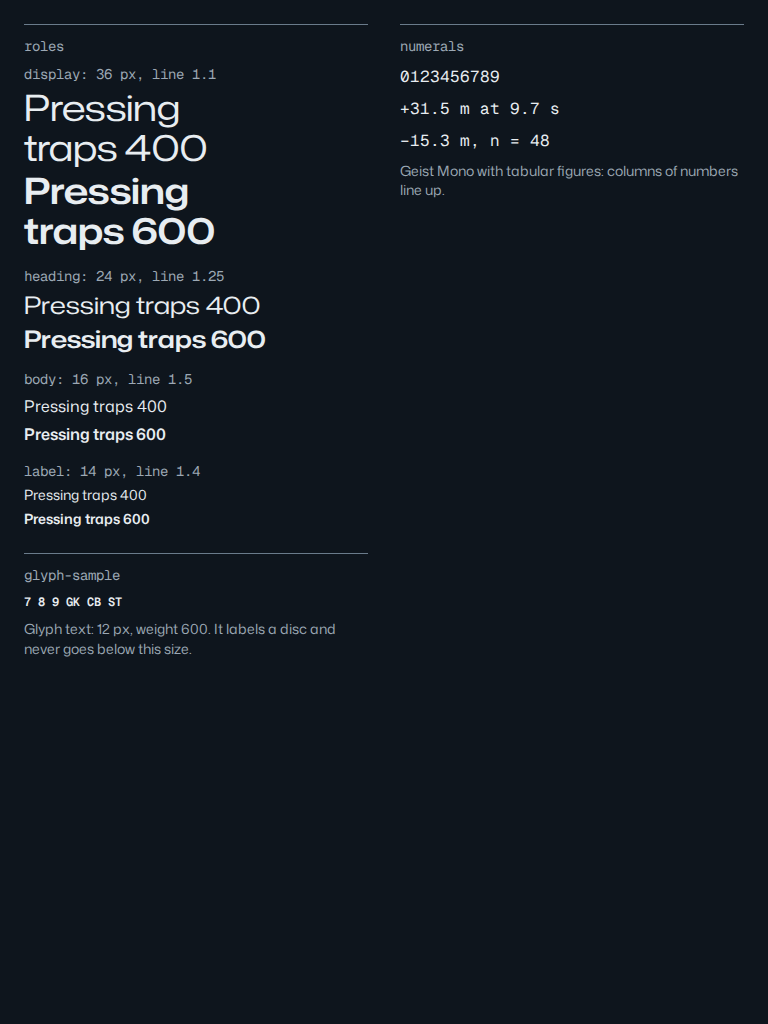 roles
display: 36 px, line 1.1
Pressing
traps 400
Pressing
traps 600
heading: 24 px, line 1.25
Pressing traps 400
Pressing traps 600
body: 16 px, line 1.5
Pressing traps 400
Pressing traps 600
label: 14 px, line 1.4
Pressing traps 400
Pressing traps 600
glyph-sample
7 8 9 GK CB ST
Glyph text: 12 px, weight 600. It labels a disc and
never goes below this size.
numerals
0123456789
+31.5 m at 9.7 s
−15.3 m, n = 48
Geist Mono with tabular figures: columns of numbers
line up.